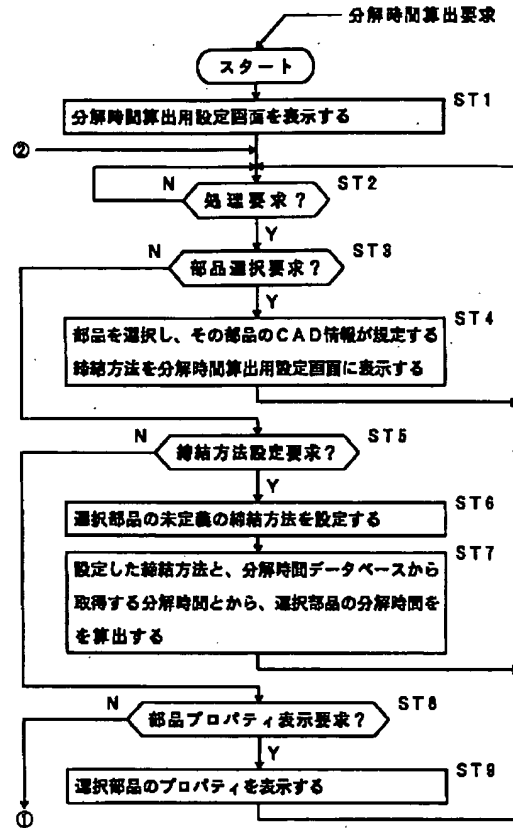 分解時間算出要求
スタート
ST1
分解時間算出用設定画面を表示する
②
N
ST2
処理要求?
Y
N
ST3
部品選択要求?
Y
ST4
部品を選択し、その部品のCAD情報が規定する
締結方法を分解時間算出用設定画面に表示する
N
ST5
締結方法設定要求?
Y
ST6
選択部品の未定義の締結方法を設定する
ST7
設定した締結方法と、分解時間データベースから
取得する分解時間とから、選択部品の分解時間を
を算出する
N
ST8
部品プロパティ表示要求?
Y
ST9
選択部品のプロパティを表示する
①